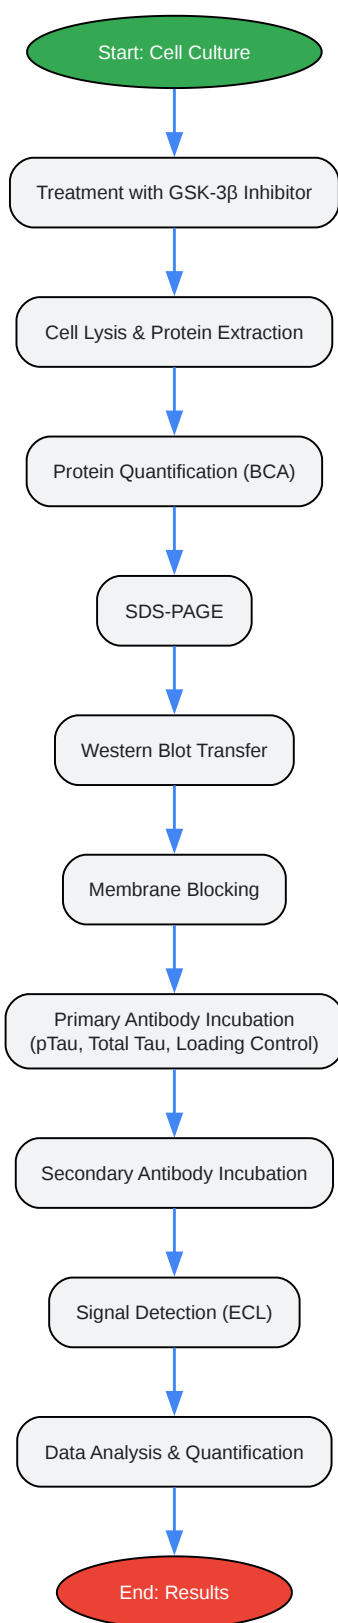 Start: Cell Culture
Treatment with GSK-3β Inhibitor
Cell Lysis & Protein Extraction
Protein Quantification (BCA)
SDS-PAGE
Western Blot Transfer
Membrane Blocking
Primary Antibody Incubation
(pTau, Total Tau, Loading Control)
Secondary Antibody Incubation
Signal Detection (ECL)
Data Analysis & Quantification
End: Results